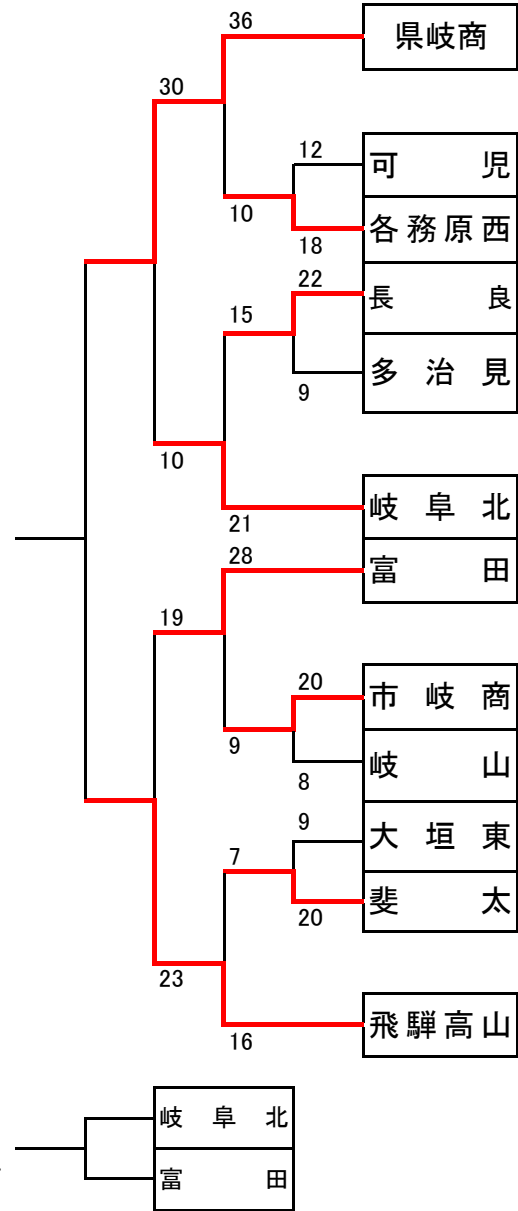 36
県岐商
30
12
可児
10
各務原西
18
22
長良
15
多治見
9
10
岐阜北
21
28
富田
19
20
市岐商
9
岐山
8
9
大垣東
7
斐太
20
23
飛騨高山
16
岐阜北
富田